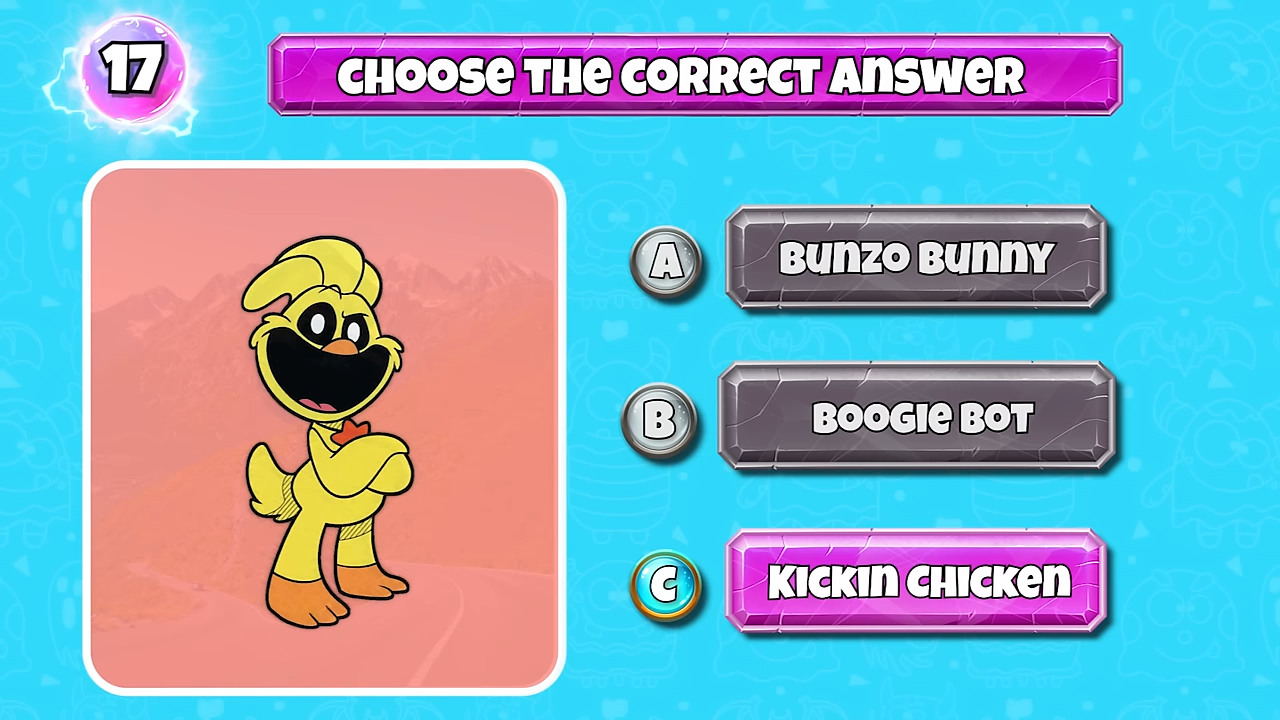 17
CHOOSE THE CORRECT ANSWER
A
BUNZO BUNNY
B
BOOGIE BOT
C
KICKIN CHICKEN